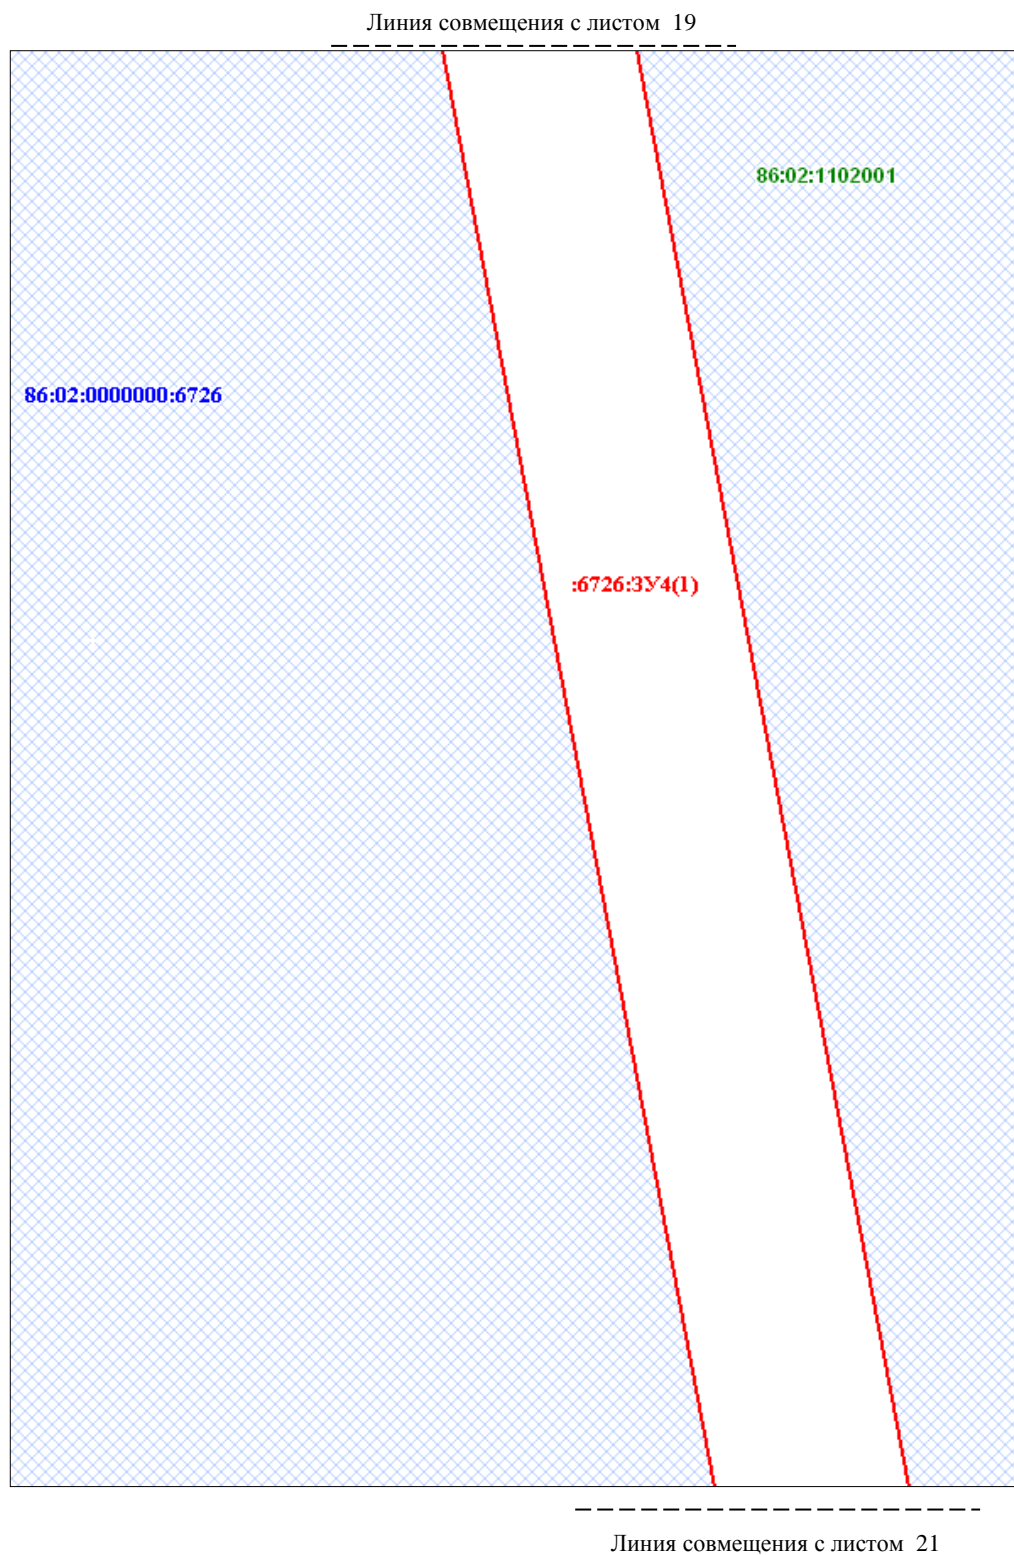 Линия совмещения с листом 19
86:02:1102001
86:02:0000000:6726
:6726:ЗУ4(1)
Линия совмещения с листом 21